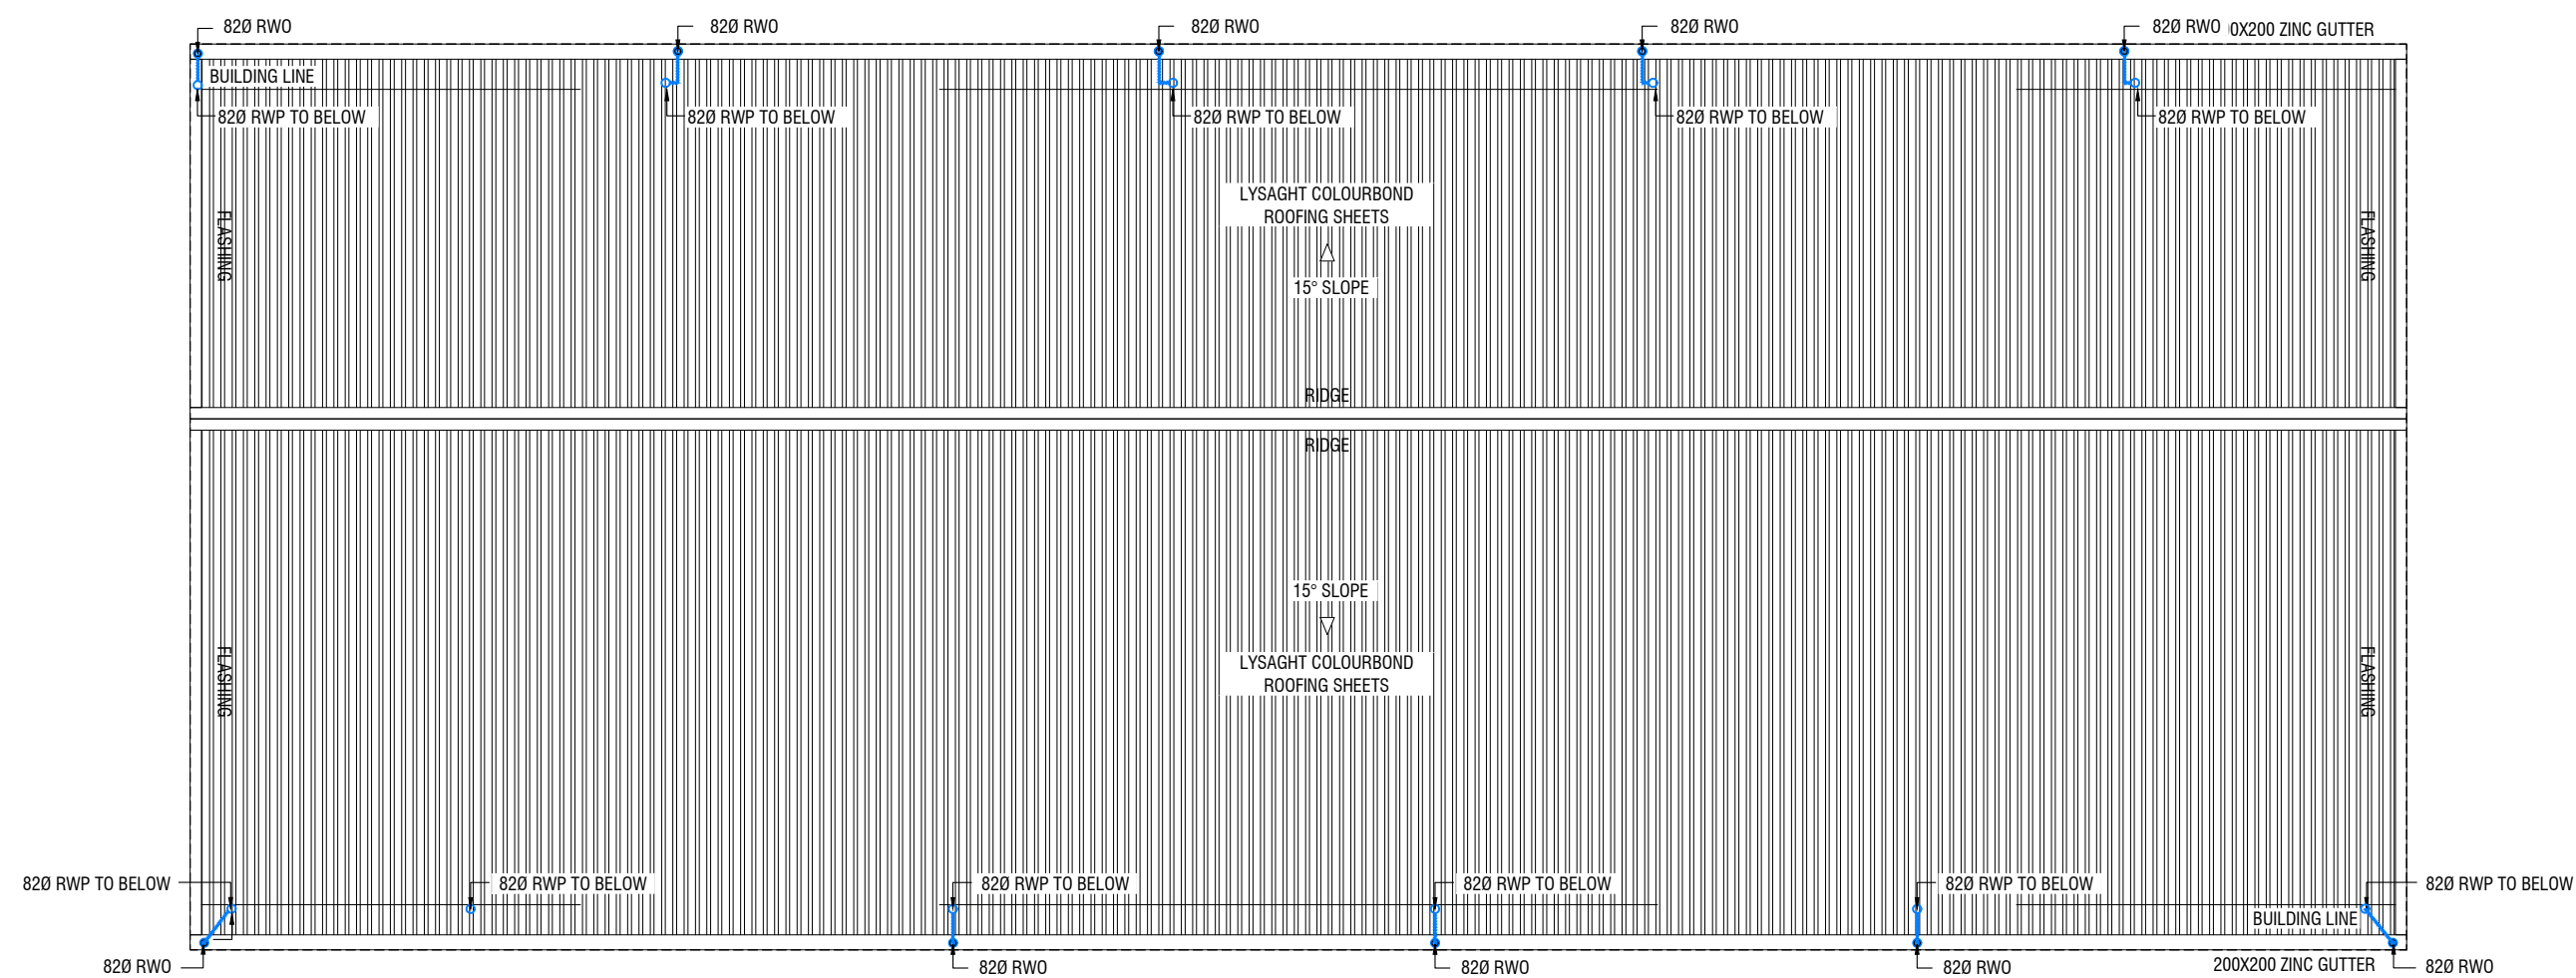 82Ø RWO
82Ø RWO
82Ø RWO
82Ø RWO
82Ø RWO
0X200 ZINC GUTTER
BUILDING LINE
82Ø RWP TO BELOW
82Ø RWP TO BELOW
82Ø RWP TO BELOW
82Ø RWP TO BELOW
82Ø RWP TO BELOW
LYSAGHT COLOURBOND
ROOFING SHEETS
FLASHING
FLASHING
15° SLOPE
RIDGE
RIDGE
15° SLOPE
LYSAGHT COLOURBOND
ROOFING SHEETS
FLASHING
FLASHING
82Ø RWP TO BELOW
82Ø RWP TO BELOW
82Ø RWP TO BELOW
82Ø RWP TO BELOW
82Ø RWP TO BELOW
82Ø RWP TO BELOW
BUILDING LINE
82Ø RWO
82Ø RWO
82Ø RWO
82Ø RWO
200X200 ZINC GUTTER
82Ø RWO